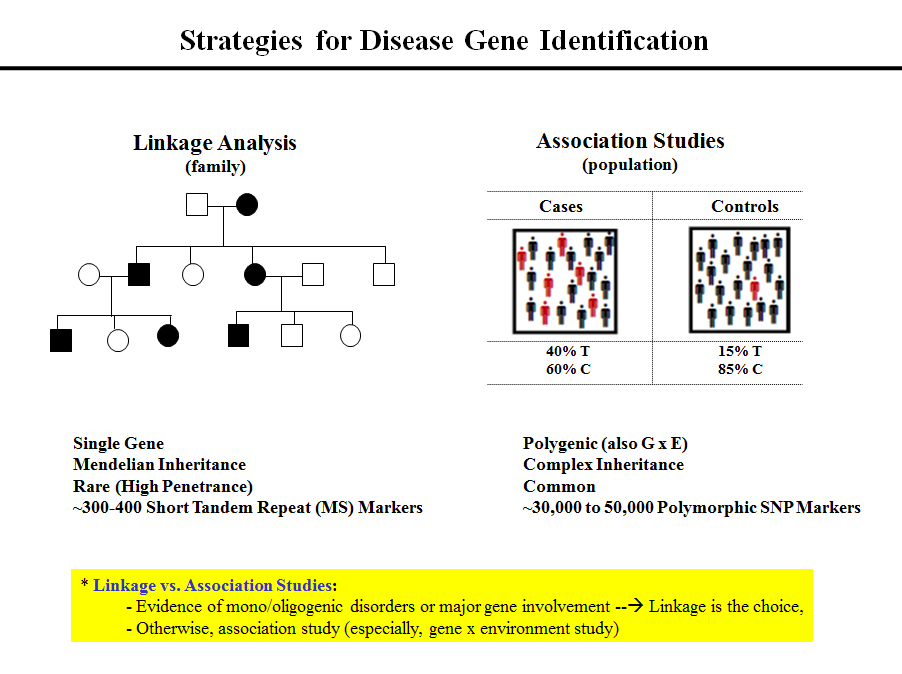 Strategies for Disease Gene Identification
Linkage Analysis
(family)
Association Studies
(population)
Cases
Controls
40% T
60% C
15% T
85% C
Single Gene
Mendelian Inheritance
Rare (High Penetrance)
~300-400 Short Tandem Repeat (MS) Markers
Polygenic (also G x E)
Complex Inheritance
Common
~30,000 to 50,000 Polymorphic SNP Markers
* Linkage vs. Association Studies:
- Evidence of mono/oligogenic disorders or major gene involvement --→ Linkage is the choice,
- Otherwise, association study (especially, gene x environment study)